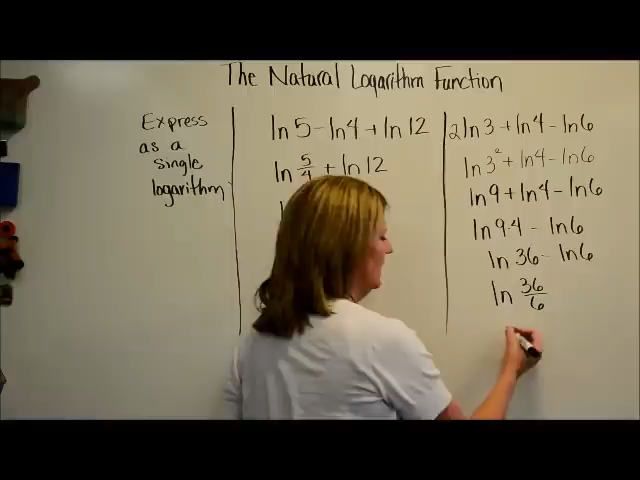 The Natural Logarithm Function
Express
as a
single
logarithm
ln 5 - ln 4 + ln 12
ln 5/4 + ln 12
2 ln 3 + ln 4 - ln 6
ln 3² + ln 4 - ln 6
ln 9 + ln 4 - ln 6
ln 9·4 - ln 6
ln 36 - ln 6
ln 36/6